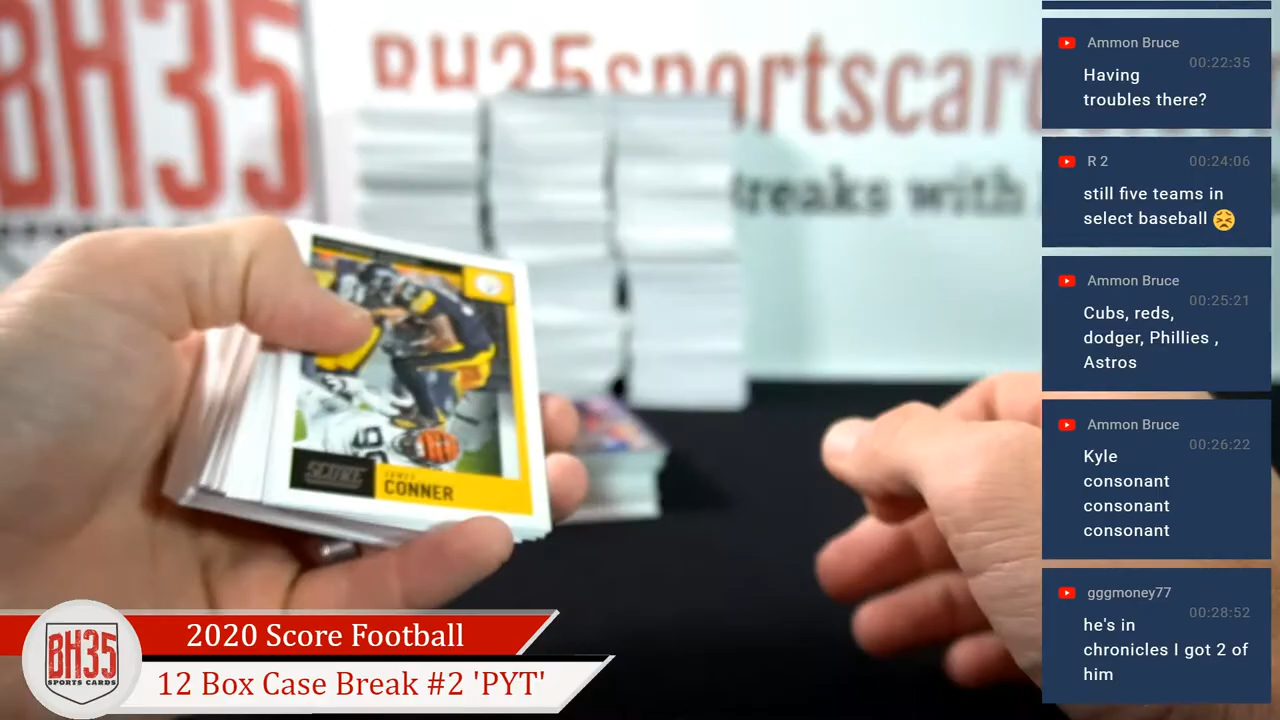 BH35
BH35sportscard
Breaks with
SCORE
JAMES
CONNER
BH35
SPORTS CARDS
2020 Score Football
12 Box Case Break #2 'PYT'
Ammon Bruce
00:22:35
Having
troubles there?
R 2
00:24:06
still five teams in
select baseball 😣
Ammon Bruce
00:25:21
Cubs, reds,
dodger, Phillies ,
Astros
Ammon Bruce
00:26:22
Kyle
consonant
consonant
consonant
gggmoney77
00:28:52
he's in
chronicles I got 2 of
him